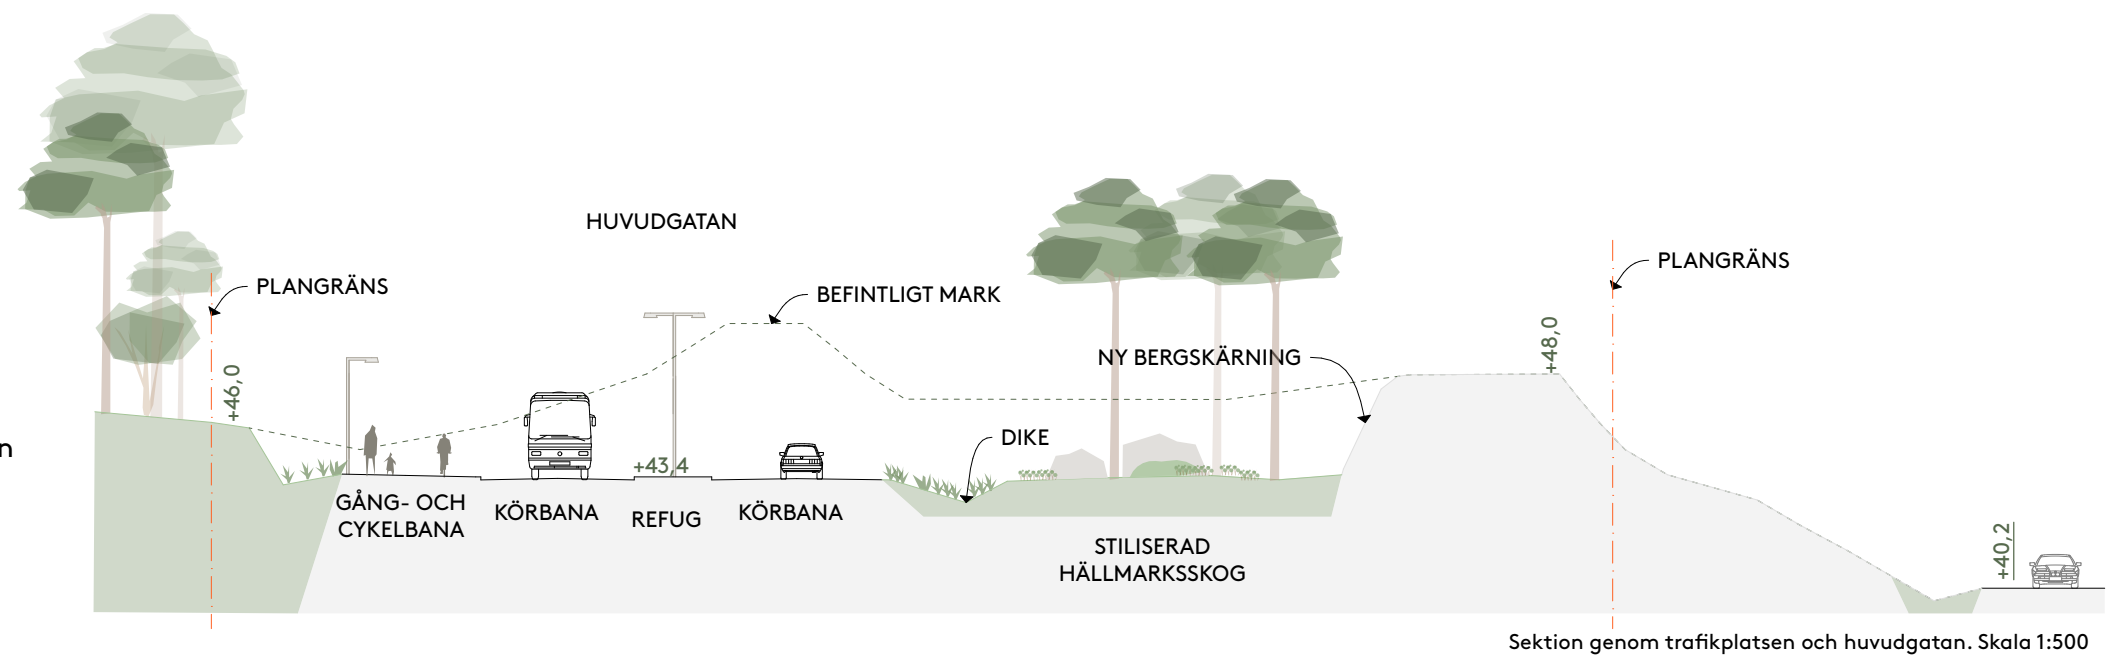 HUVUDGATAN
PLANGRÄNS
PLANGRÄNS
BEFINTLIGT MARK
+48,0
NY BERGSKÄRNING
+46,0
n
DIKE
+43,4
GÅNG- OCH
CYKELBANA
KÖRBANA
REFUG
KÖRBANA
STILISERAD
HÄLLMARKSSKOG
+40,2
Sektion genom trafikplatsen och huvudgatan. Skala 1:500